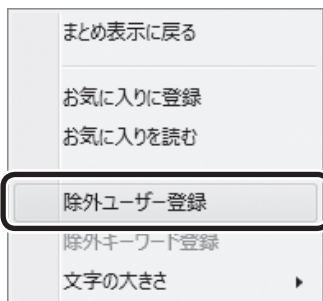 まとめ表示に戻る
お気に入りに登録
お気に入りを読む
除外ユーザー登録
除外キーワード登録
文字の大きさ